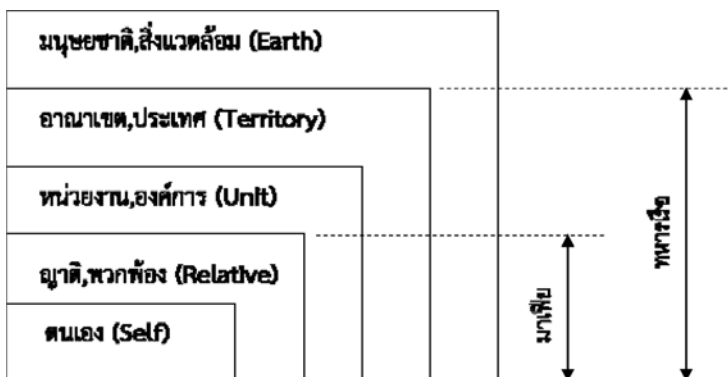 มนุษยชาติ,สิ่งแวดล้อม (Earth)
อาณาเขต,ประเทศ (Territory)
หน่วยงาน,องค์การ (Unit)
ญาติ,พวกพ้อง (Relative)
ตนเอง (Self)
มาเฟีย
ทหารเสือ